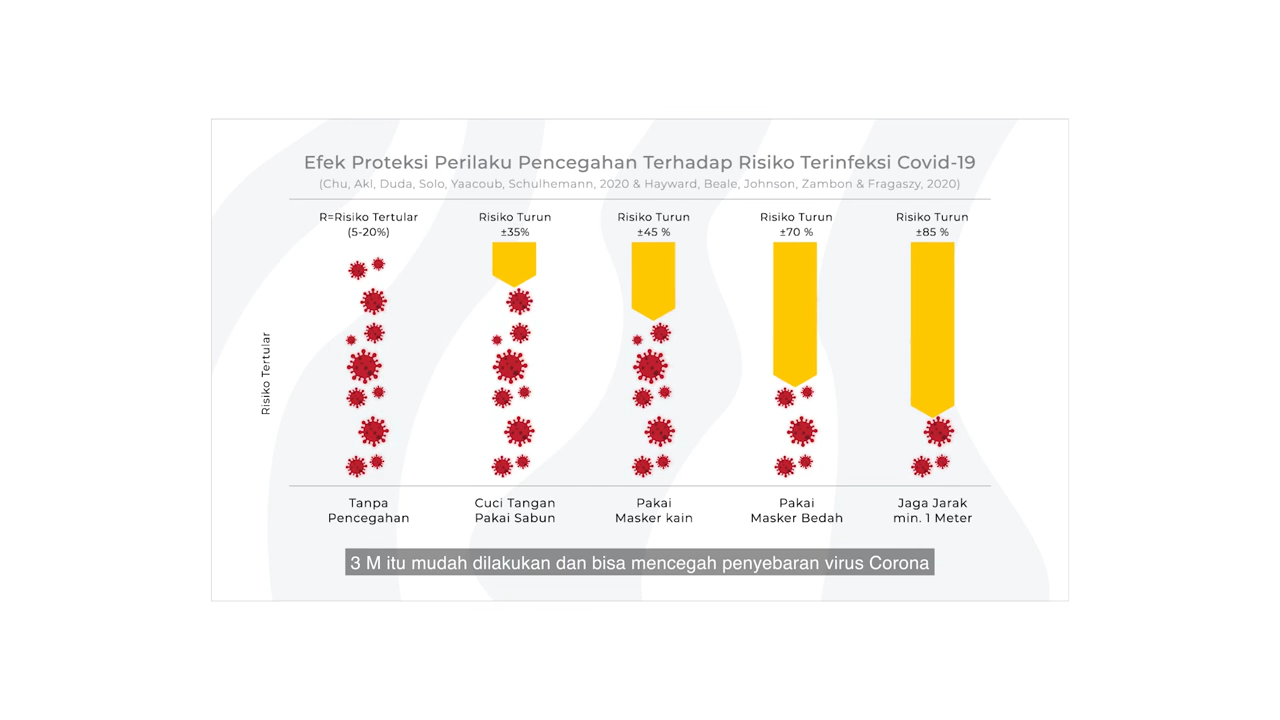 Efek Proteksi Perilaku Pencegahan Terhadap Risiko Terinfeksi Covid-19
(Chu, Akl, Duda, Solo, Yaacoub, Schulhemann, 2020 & Hayward, Beale, Johnson, Zambon & Fragaszy, 2020)
R=Risiko Tertular
(5-20%)
Risiko Turun
±35%
Risiko Turun
±45 %
Risiko Turun
±70 %
Risiko Turun
±85 %
Risiko Tertular
Tanpa
Pencegahan
Cuci Tangan
Pakai Sabun
Pakai
Masker kain
Pakai
Masker Bedah
Jaga Jarak
min. 1 Meter
3 M itu mudah dilakukan dan bisa mencegah penyebaran virus Corona